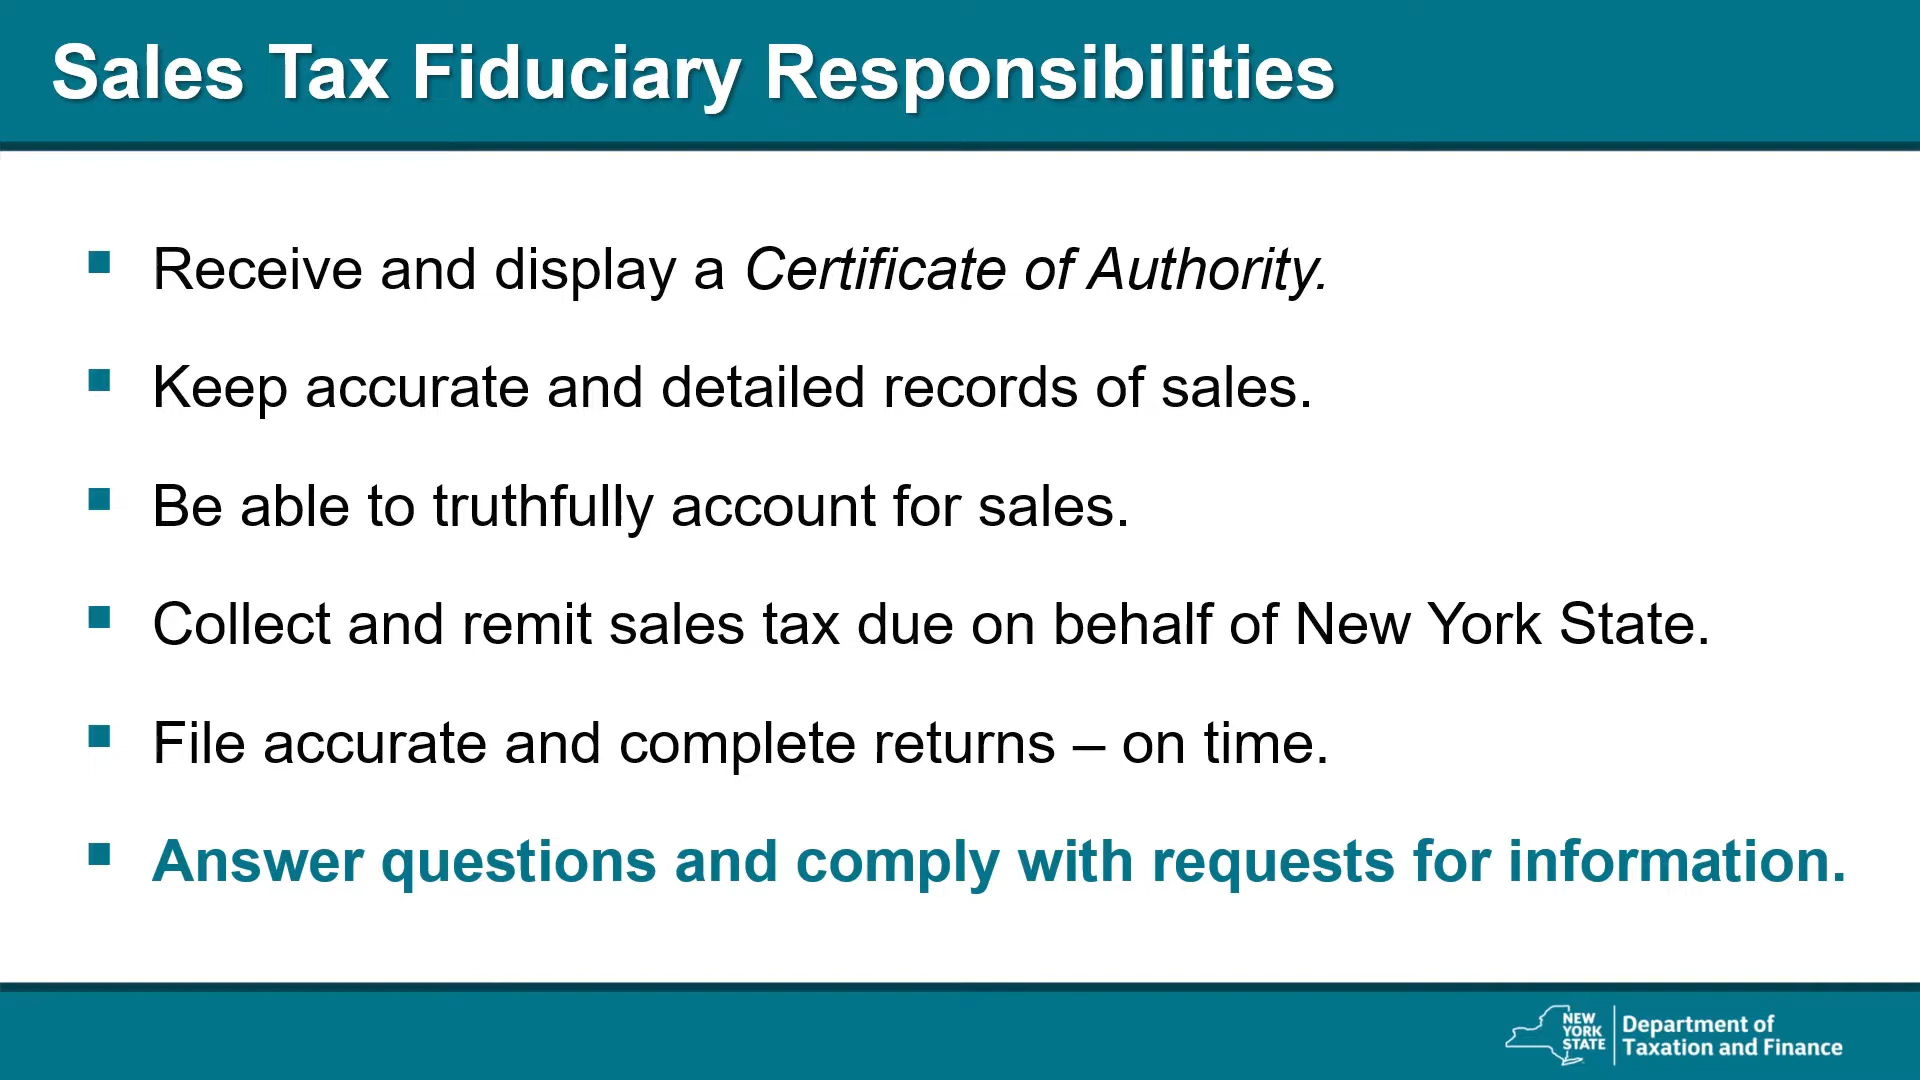 Sales Tax Fiduciary Responsibilities
▪ Receive and display a Certificate of Authority.
▪ Keep accurate and detailed records of sales.
▪ Be able to truthfully account for sales.
▪ Collect and remit sales tax due on behalf of New York State.
▪ File accurate and complete returns – on time.
▪ Answer questions and comply with requests for information.
NEW
YORK
STATE
Department of
Taxation and Finance